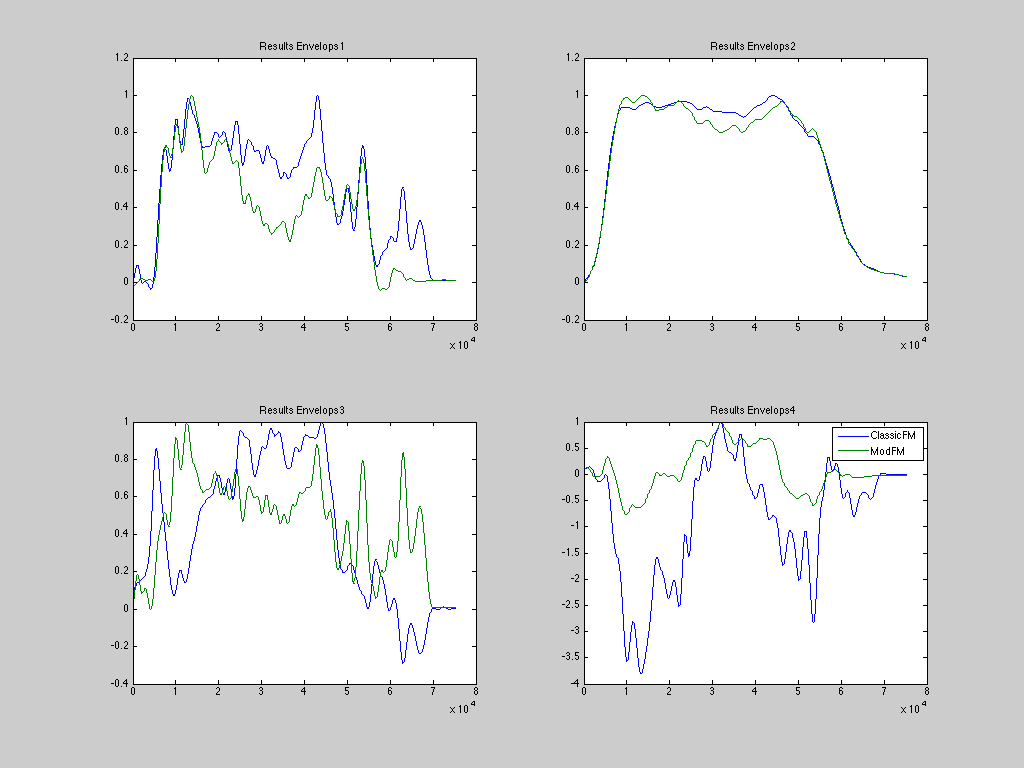 Results Envelops1
1.2
1
0.8
0.6
0.4
0.2
0
-0.2
0 1 2 3 4 5 6 7 8
x 10^4
Results Envelops2
1.2
1
0.8
0.6
0.4
0.2
0
-0.2
0 1 2 3 4 5 6 7 8
x 10^4
Results Envelops3
1
0.8
0.6
0.4
0.2
0
-0.2
-0.4
0 1 2 3 4 5 6 7 8
x 10^4
Results Envelops4
1
0.5
0
-0.5
-1
-1.5
-2
-2.5
-3
-3.5
-4
0 1 2 3 4 5 6 7 8
x 10^4
ClassicFM
ModFM